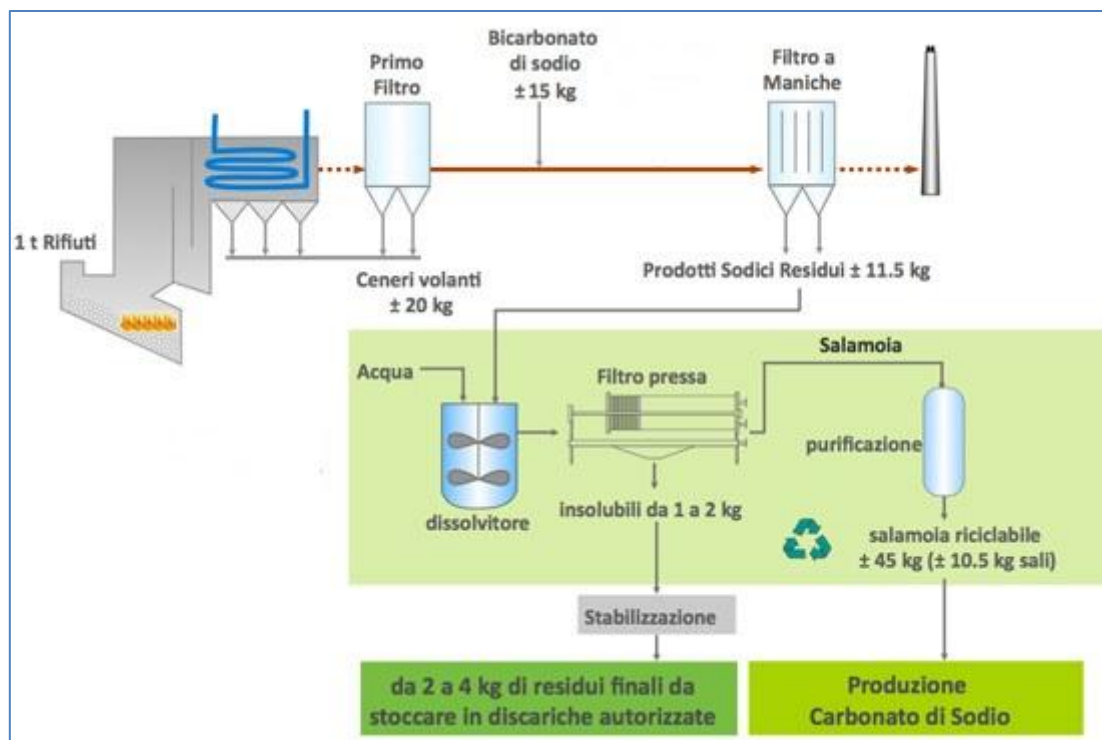 Primo
Filtro
Bicarbonato
di sodio
± 15 kg
Filtro a
Maniche
1 t Rifiuti
Ceneri volanti
± 20 kg
Prodotti Sodici Residui ± 11.5 kg
Salamoia
Acqua
Filtro pressa
purificazione
dissolvitore
insolubili da 1 a 2 kg
salamoia riciclabile
± 45 kg (± 10.5 kg sali)
Stabilizzazione
da 2 a 4 kg di residui finali da
stoccare in discariche autorizzate
Produzione
Carbonato di Sodio